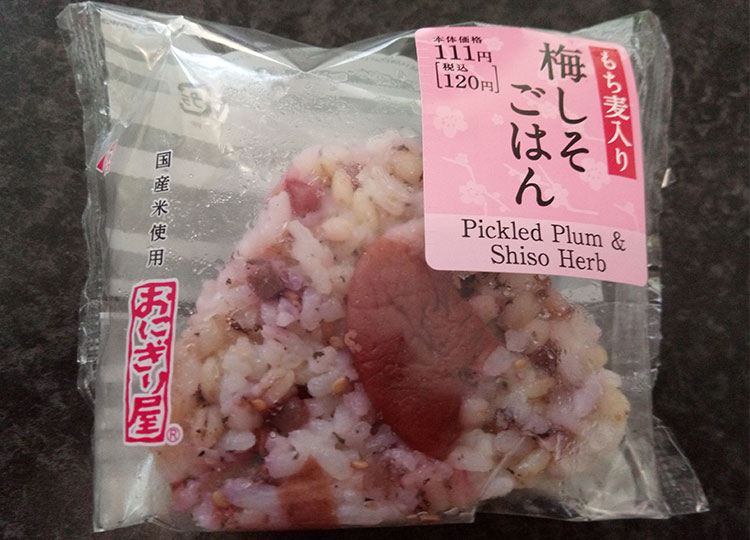 本体価格
111円
[税込
120円]
もち麦入り
梅しそ
ごはん
Pickled Plum &
Shiso Herb
国産米使用
おにぎり屋®